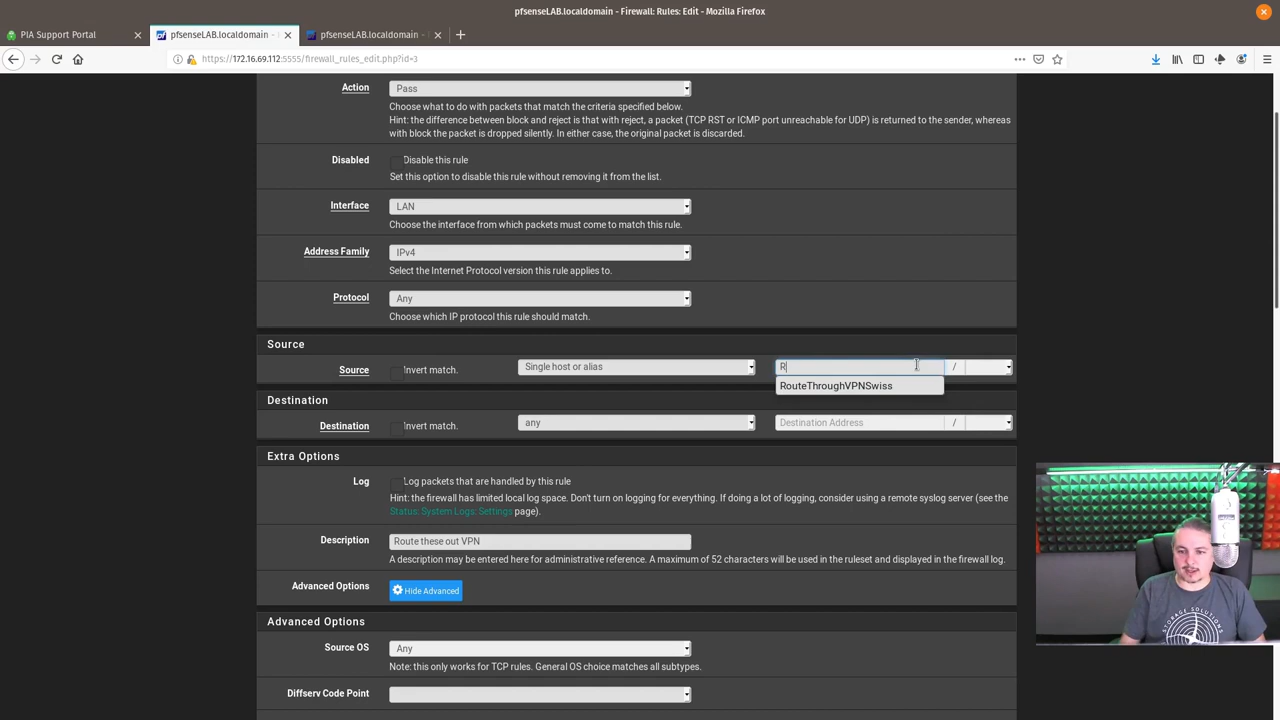 pfsenseLAB.localdomain - Firewall: Rules: Edit - Mozilla Firefox
PIA Support Portal
pfsenseLAB.localdomain -
pfsenseLAB.localdomain -
https://172.16.69.112:5555/firewall_rules_edit.php?id=3
Action
Pass
Choose what to do with packets that match the criteria specified below.
Hint: the difference between block and reject is that with reject, a packet (TCP RST or ICMP port unreachable for UDP) is returned to the sender, whereas
with block the packet is dropped silently. In either case, the original packet is discarded.
Disabled
Disable this rule
Set this option to disable this rule without removing it from the list.
Interface
LAN
Choose the interface from which packets must come to match this rule.
Address Family
IPv4
Select the Internet Protocol version this rule applies to.
Protocol
Any
Choose which IP protocol this rule should match.
Source
Source
Invert match.
Single host or alias
R
/
RouteThroughVPNSwiss
Destination
Destination
Invert match.
any
Destination Address
/
Extra Options
Log
Log packets that are handled by this rule
Hint: the firewall has limited local log space. Don't turn on logging for everything. If doing a lot of logging, consider using a remote syslog server (see the
Status: System Logs: Settings page).
Description
Route these out VPN
A description may be entered here for administrative reference. A maximum of 52 characters will be used in the ruleset and displayed in the firewall log.
Advanced Options
Hide Advanced
Advanced Options
Source OS
Any
Note: this only works for TCP rules. General OS choice matches all subtypes.
Diffserv Code Point
STORAGE SOLUTIONS